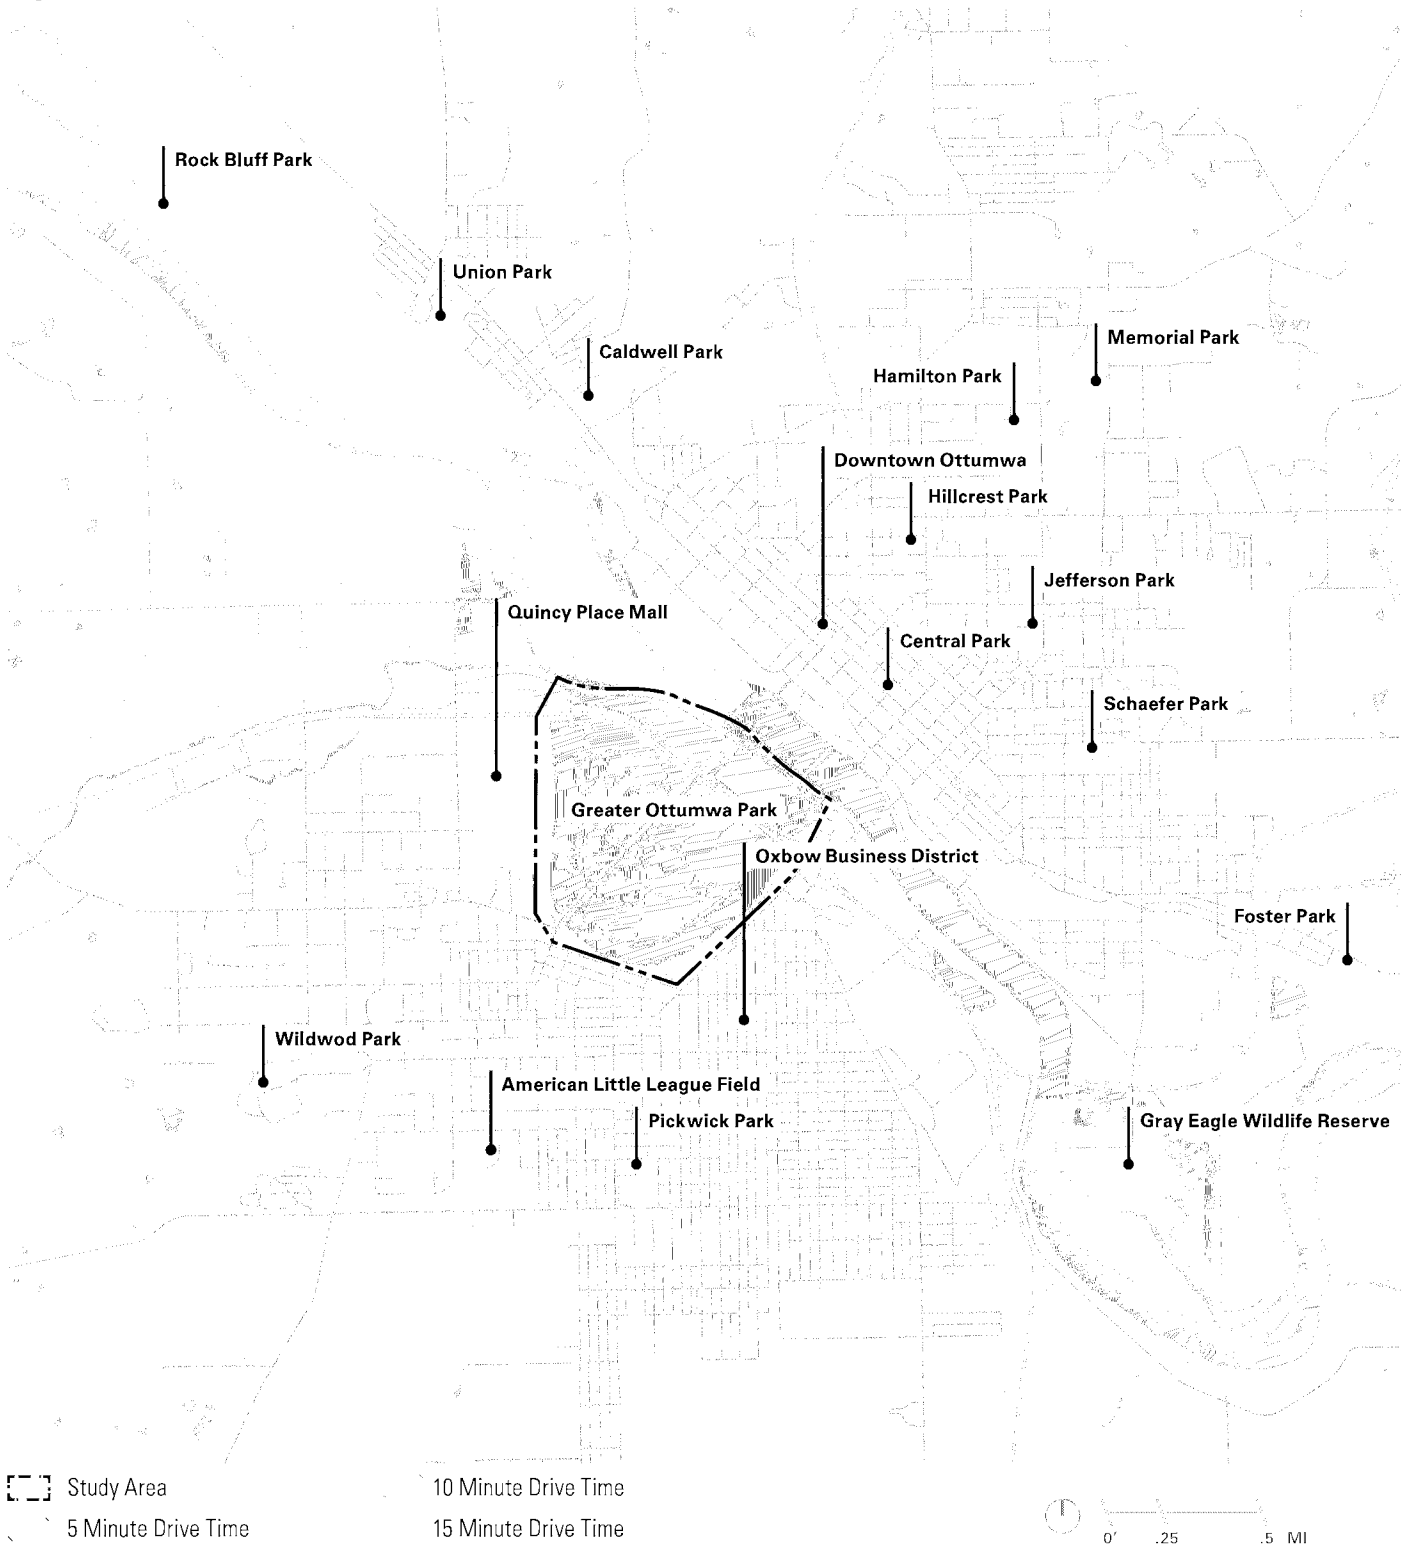 Rock Bluff Park
Union Park
Memorial Park
Caldwell Park
Hamilton Park
Downtown Ottumwa
Hillcrest Park
Jefferson Park
Quincy Place Mall
Central Park
Schaefer Park
Greater Ottumwa Park
Oxbow Business District
Foster Park
Wildwod Park
American Little League Field
Pickwick Park
Gray Eagle Wildlife Reserve
Study Area
10 Minute Drive Time
5 Minute Drive Time
15 Minute Drive Time
0' .25 .5 MI